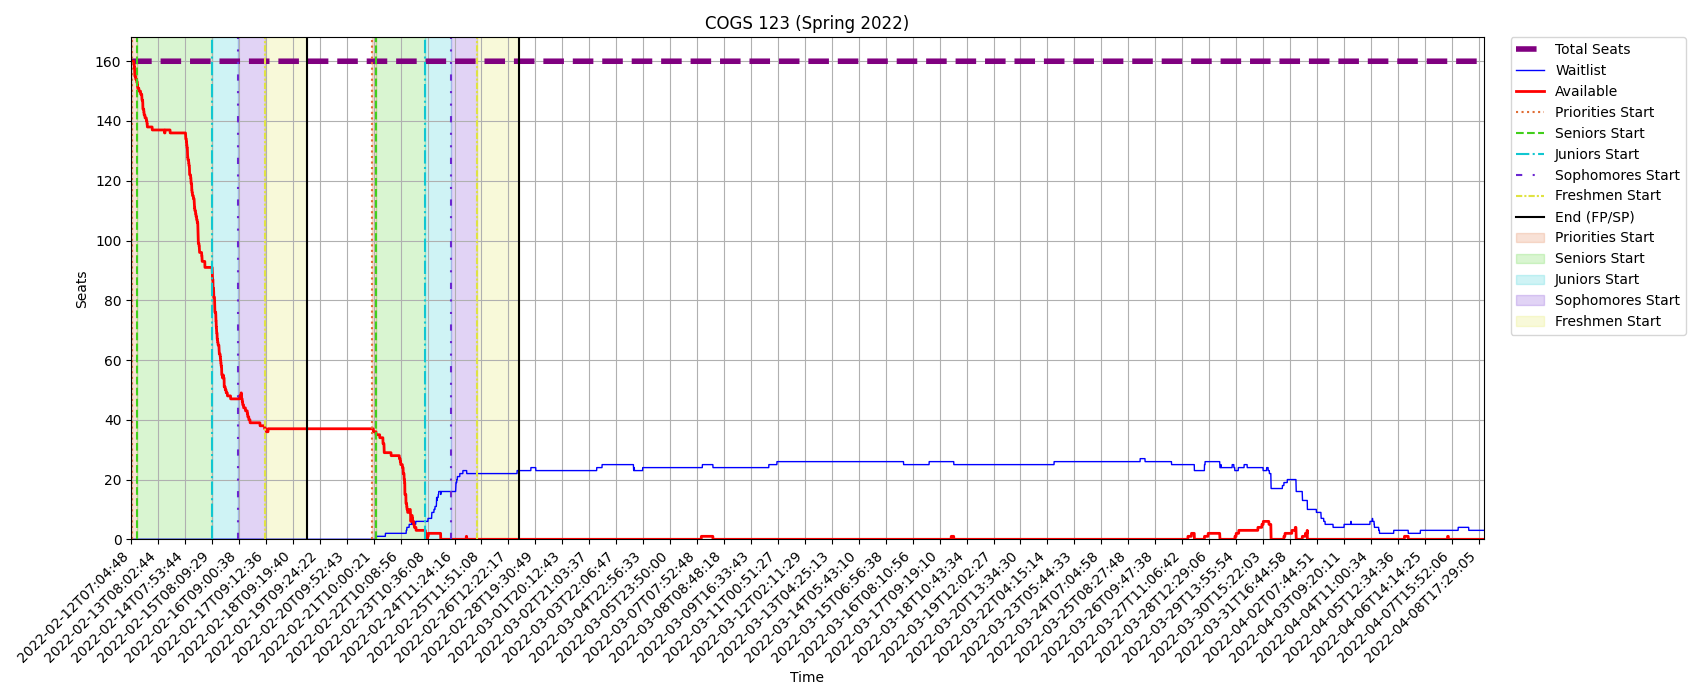 COGS 123 (Spring 2022)
Seats
160
140
120
100
80
60
40
20
0
2022-02-12T7:04:48
2022-02-13T08:02:44
2022-02-14T07:53:44
2022-02-15T08:09:29
2022-02-16T09:00:38
2022-02-17T09:12:36
2022-02-18T09:19:40
2022-02-19T09:24:22
2022-02-20T09:52:43
2022-02-21T10:00:21
2022-02-22T10:08:56
2022-02-23T10:36:08
2022-02-24T11:24:16
2022-02-25T11:51:08
2022-02-26T12:22:17
2022-02-28T19:30:49
2022-03-01T20:12:43
2022-03-02T21:03:37
2022-03-03T22:06:47
2022-03-04T22:56:33
2022-03-05T23:50:00
2022-03-07T07:52:48
2022-03-08T08:48:18
2022-03-09T16:33:43
2022-03-11T00:51:27
2022-03-12T02:11:29
2022-03-13T04:25:13
2022-03-14T05:43:10
2022-03-15T06:56:38
2022-03-16T08:10:56
2022-03-17T09:19:10
2022-03-18T10:43:34
2022-03-19T12:02:27
2022-03-20T13:34:30
2022-03-22T04:15:14
2022-03-23T05:44:33
2022-03-24T07:04:58
2022-03-25T08:27:48
2022-03-26T09:47:38
2022-03-27T11:06:42
2022-03-28T12:29:06
2022-03-29T13:55:54
2022-03-30T15:22:03
2022-03-31T16:44:58
2022-04-02T07:44:51
2022-04-03T09:20:11
2022-04-04T11:00:34
2022-04-05T12:34:36
2022-04-06T14:14:25
2022-04-07T15:52:06
2022-04-08T17:29:05
Time
Total Seats
Waitlist
Available
Priorities Start
Seniors Start
Juniors Start
Sophomores Start
Freshmen Start
End (FP/SP)
Priorities Start
Seniors Start
Juniors Start
Sophomores Start
Freshmen Start